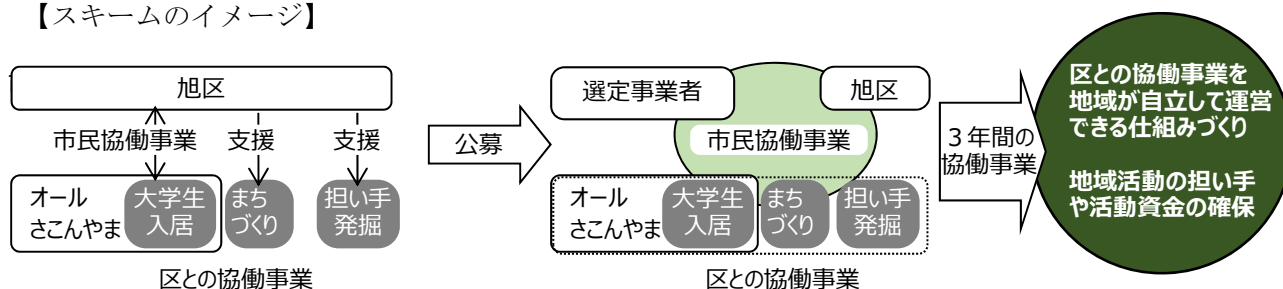 【スキームのイメージ】
旭区
市民協働事業
支援
支援
オール
さこんやま
大学生
入居
まち
づくり
担い手
発掘
区との協働事業
公募
選定事業者
旭区
市民協働事業
オール
さこんやま
大学生
入居
まち
づくり
担い手
発掘
区との協働事業
3年間の
協働事業
区との協働事業を
地域が自立して運営
できる仕組みづくり
地域活動の担い手
や活動資金の確保